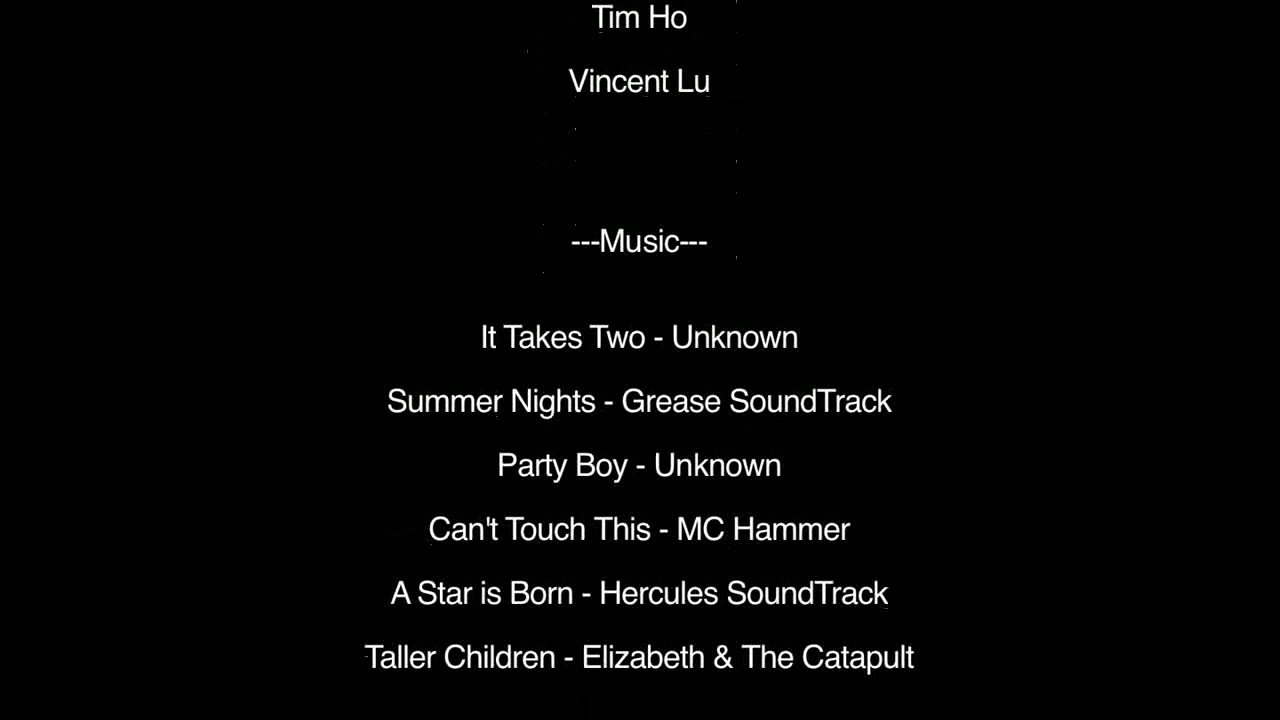 Tim Ho
Vincent Lu
---Music---
It Takes Two - Unknown
Summer Nights - Grease SoundTrack
Party Boy - Unknown
Can't Touch This - MC Hammer
A Star is Born - Hercules SoundTrack
Taller Children - Elizabeth & The Catapult